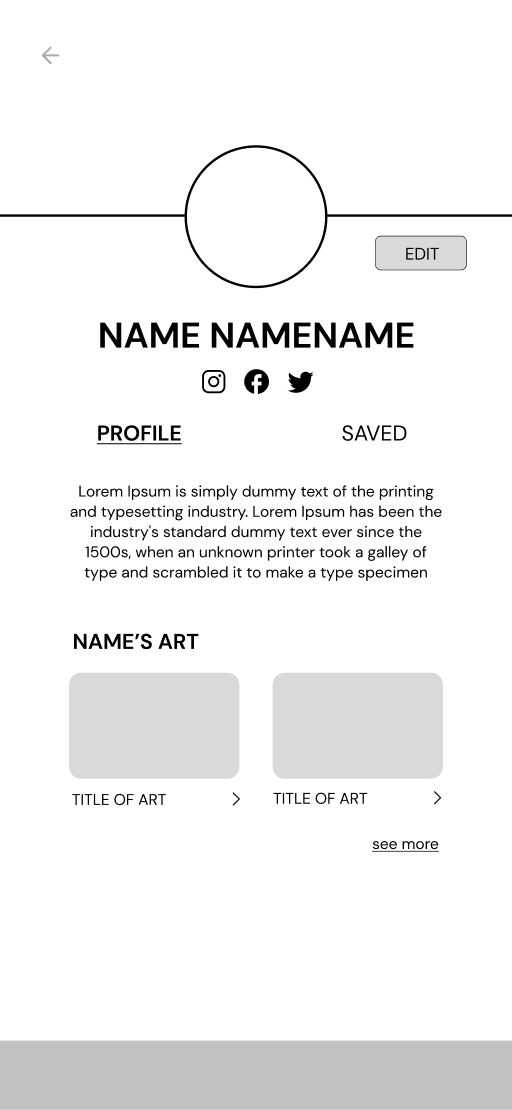 EDIT
NAME NAMENAME
PROFILE
SAVED
Lorem Ipsum is simply dummy text of the printing
and typesetting industry. Lorem Ipsum has been the
industry's standard dummy text ever since the
1500s, when an unknown printer took a galley of
type and scrambled it to make a type specimen
NAME’S ART
TITLE OF ART
TITLE OF ART
see more